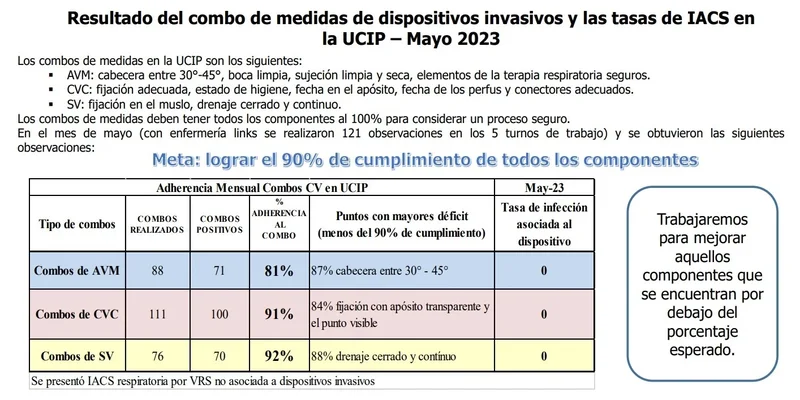 Resultado del combo de medidas de dispositivos invasivos y las tasas de IACS en
la UCIP – Mayo 2023
Los combos de medidas en la UCIP son los siguientes:
▪ AVM: cabecera entre 30°-45°, boca limpia, sujeción limpia y seca, elementos de la terapia respiratoria seguros.
▪ CVC: fijación adecuada, estado de higiene, fecha en el apósito, fecha de los perfus y conectores adecuados.
▪ SV: fijación en el muslo, drenaje cerrado y continuo.
Los combos de medidas deben tener todos los componentes al 100% para considerar un proceso seguro.
En el mes de mayo (con enfermería links se realizaron 121 observaciones en los 5 turnos de trabajo) y se obtuvieron las siguientes
observaciones:
Meta: lograr el 90% de cumplimiento de todos los componentes
Adherencia Mensual Combos CV en UCIP May-23
Tipo de combos COMBOS REALIZADOS COMBOS POSITIVOS % ADHERENCIA AL COMBO Puntos con mayores déficit (menos del 90% de cumplimiento) Tasa de infección asociada al dispositivo
Combos de AVM 88 71 81% 87% cabecera entre 30° - 45° 0
Combos de CVC 111 100 91% 84% fijación con apósito transparente y el punto visible 0
Combos de SV 76 70 92% 88% drenaje cerrado y contínuo 0
Se presentó IACS respiratoria por VRS no asociada a dispositivos invasivos
Trabajaremos
para mejorar
aquellos
componentes que
se encuentran por
debajo del
porcentaje
esperado.